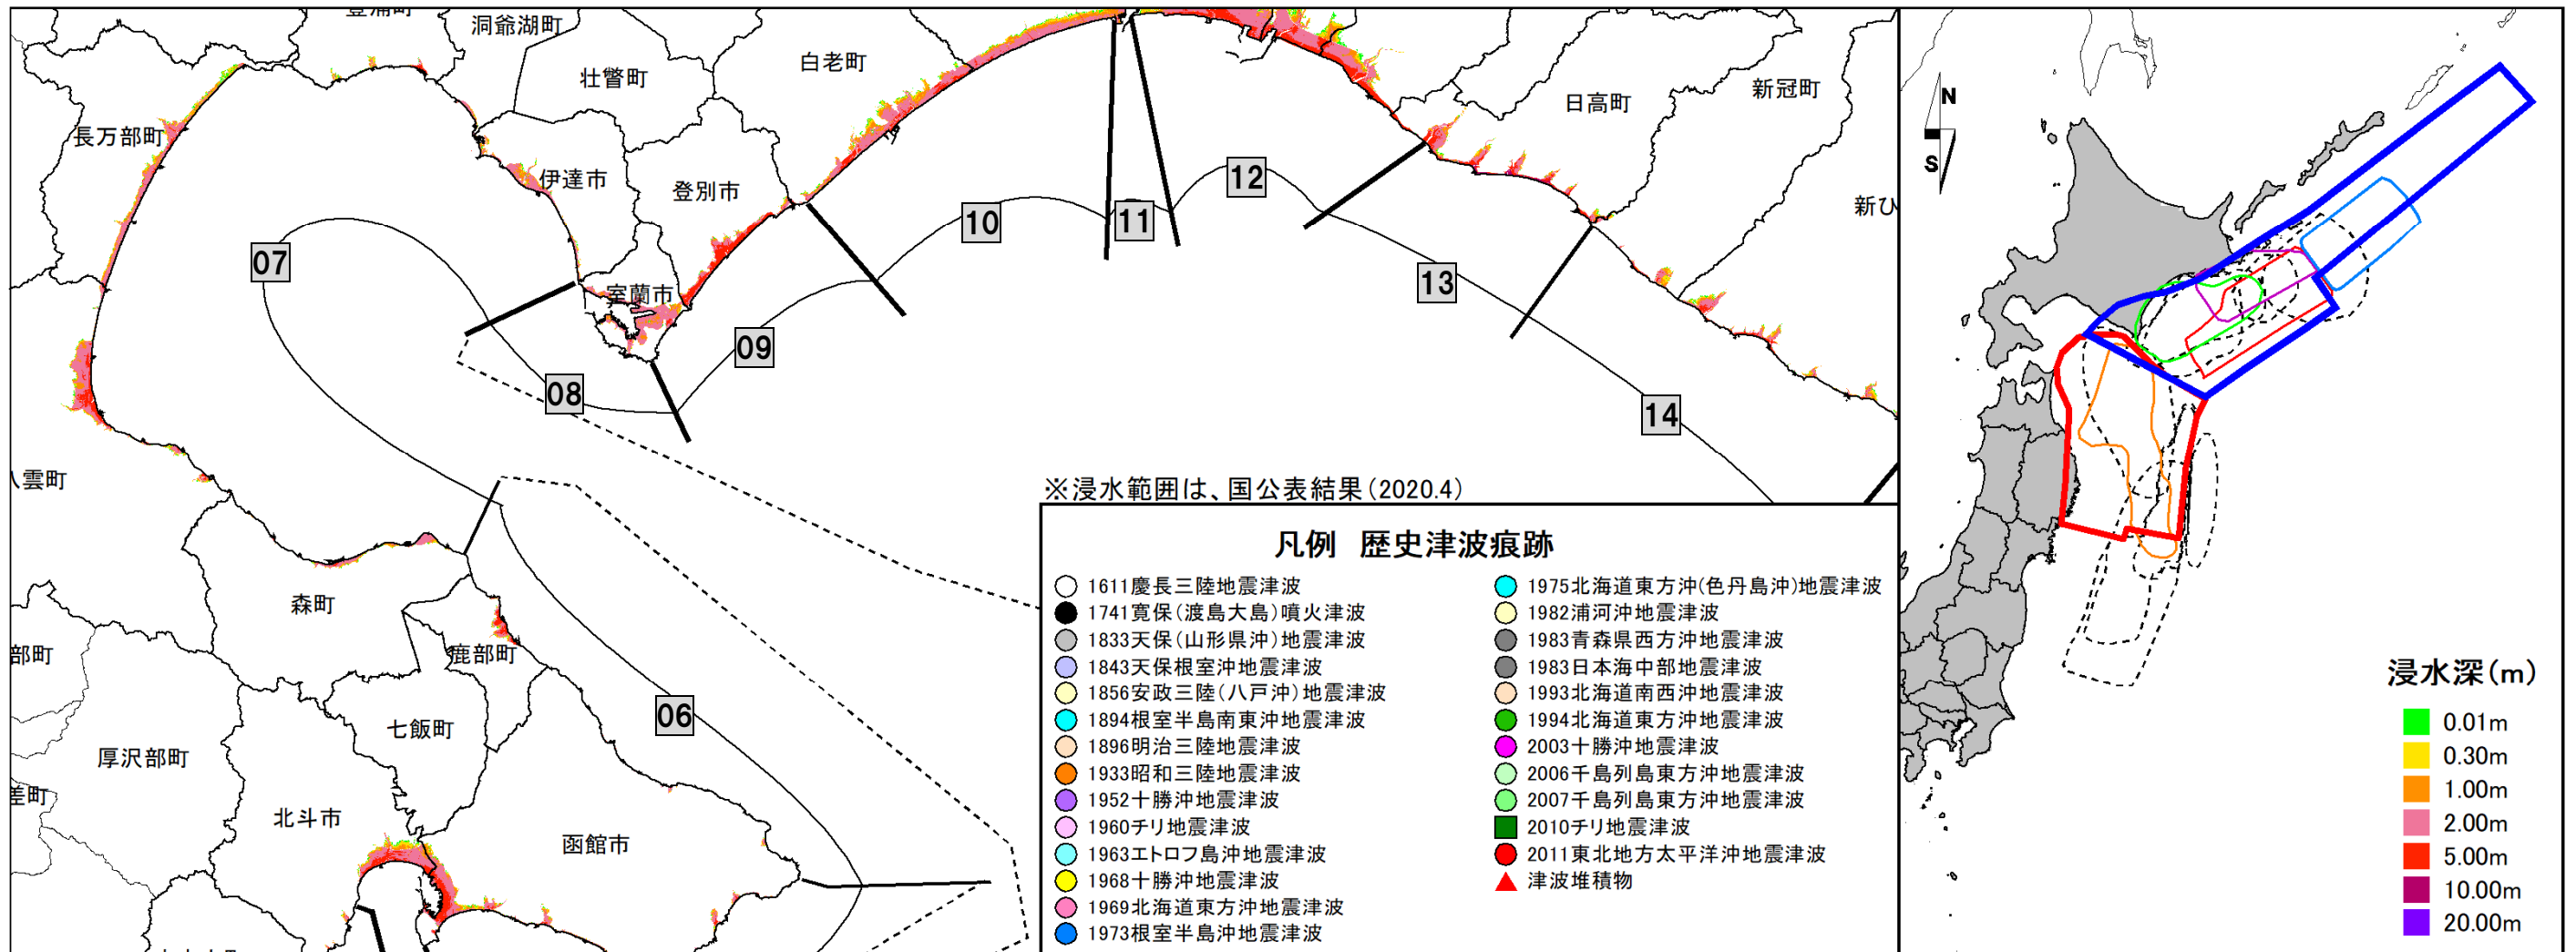 洞爺湖町
壮瞥町
白老町
長万部町
伊達市
登別市
室蘭市
日高町
新冠町
新ひ
07
08
09
10
11
12
13
14
06
八雲町
森町
鹿部町
七飯町
部町
厚沢部町
差町
北斗市
函館市
※浸水範囲は、国公表結果(2020.4)
凡例 歴史津波痕跡
1611慶長三陸地震津波
1741寛保(渡島大島)噴火津波
1833天保(山形県沖)地震津波
1843天保根室沖地震津波
1856安政三陸(八戸沖)地震津波
1894根室半島南東沖地震津波
1896明治三陸地震津波
1933昭和三陸地震津波
1952十勝沖地震津波
1960チリ地震津波
1963エトロフ島沖地震津波
1968十勝沖地震津波
1969北海道東方沖地震津波
1973根室半島沖地震津波
1975北海道東方沖(色丹島沖)地震津波
1982浦河沖地震津波
1983青森県西方沖地震津波
1983日本海中部地震津波
1993北海道南西沖地震津波
1994北海道東方沖地震津波
2003十勝沖地震津波
2006千島列島東方沖地震津波
2007千島列島東方沖地震津波
2010チリ地震津波
2011東北地方太平洋沖地震津波
津波堆積物
N
S
浸水深(m)
0.01m
0.30m
1.00m
2.00m
5.00m
10.00m
20.00m